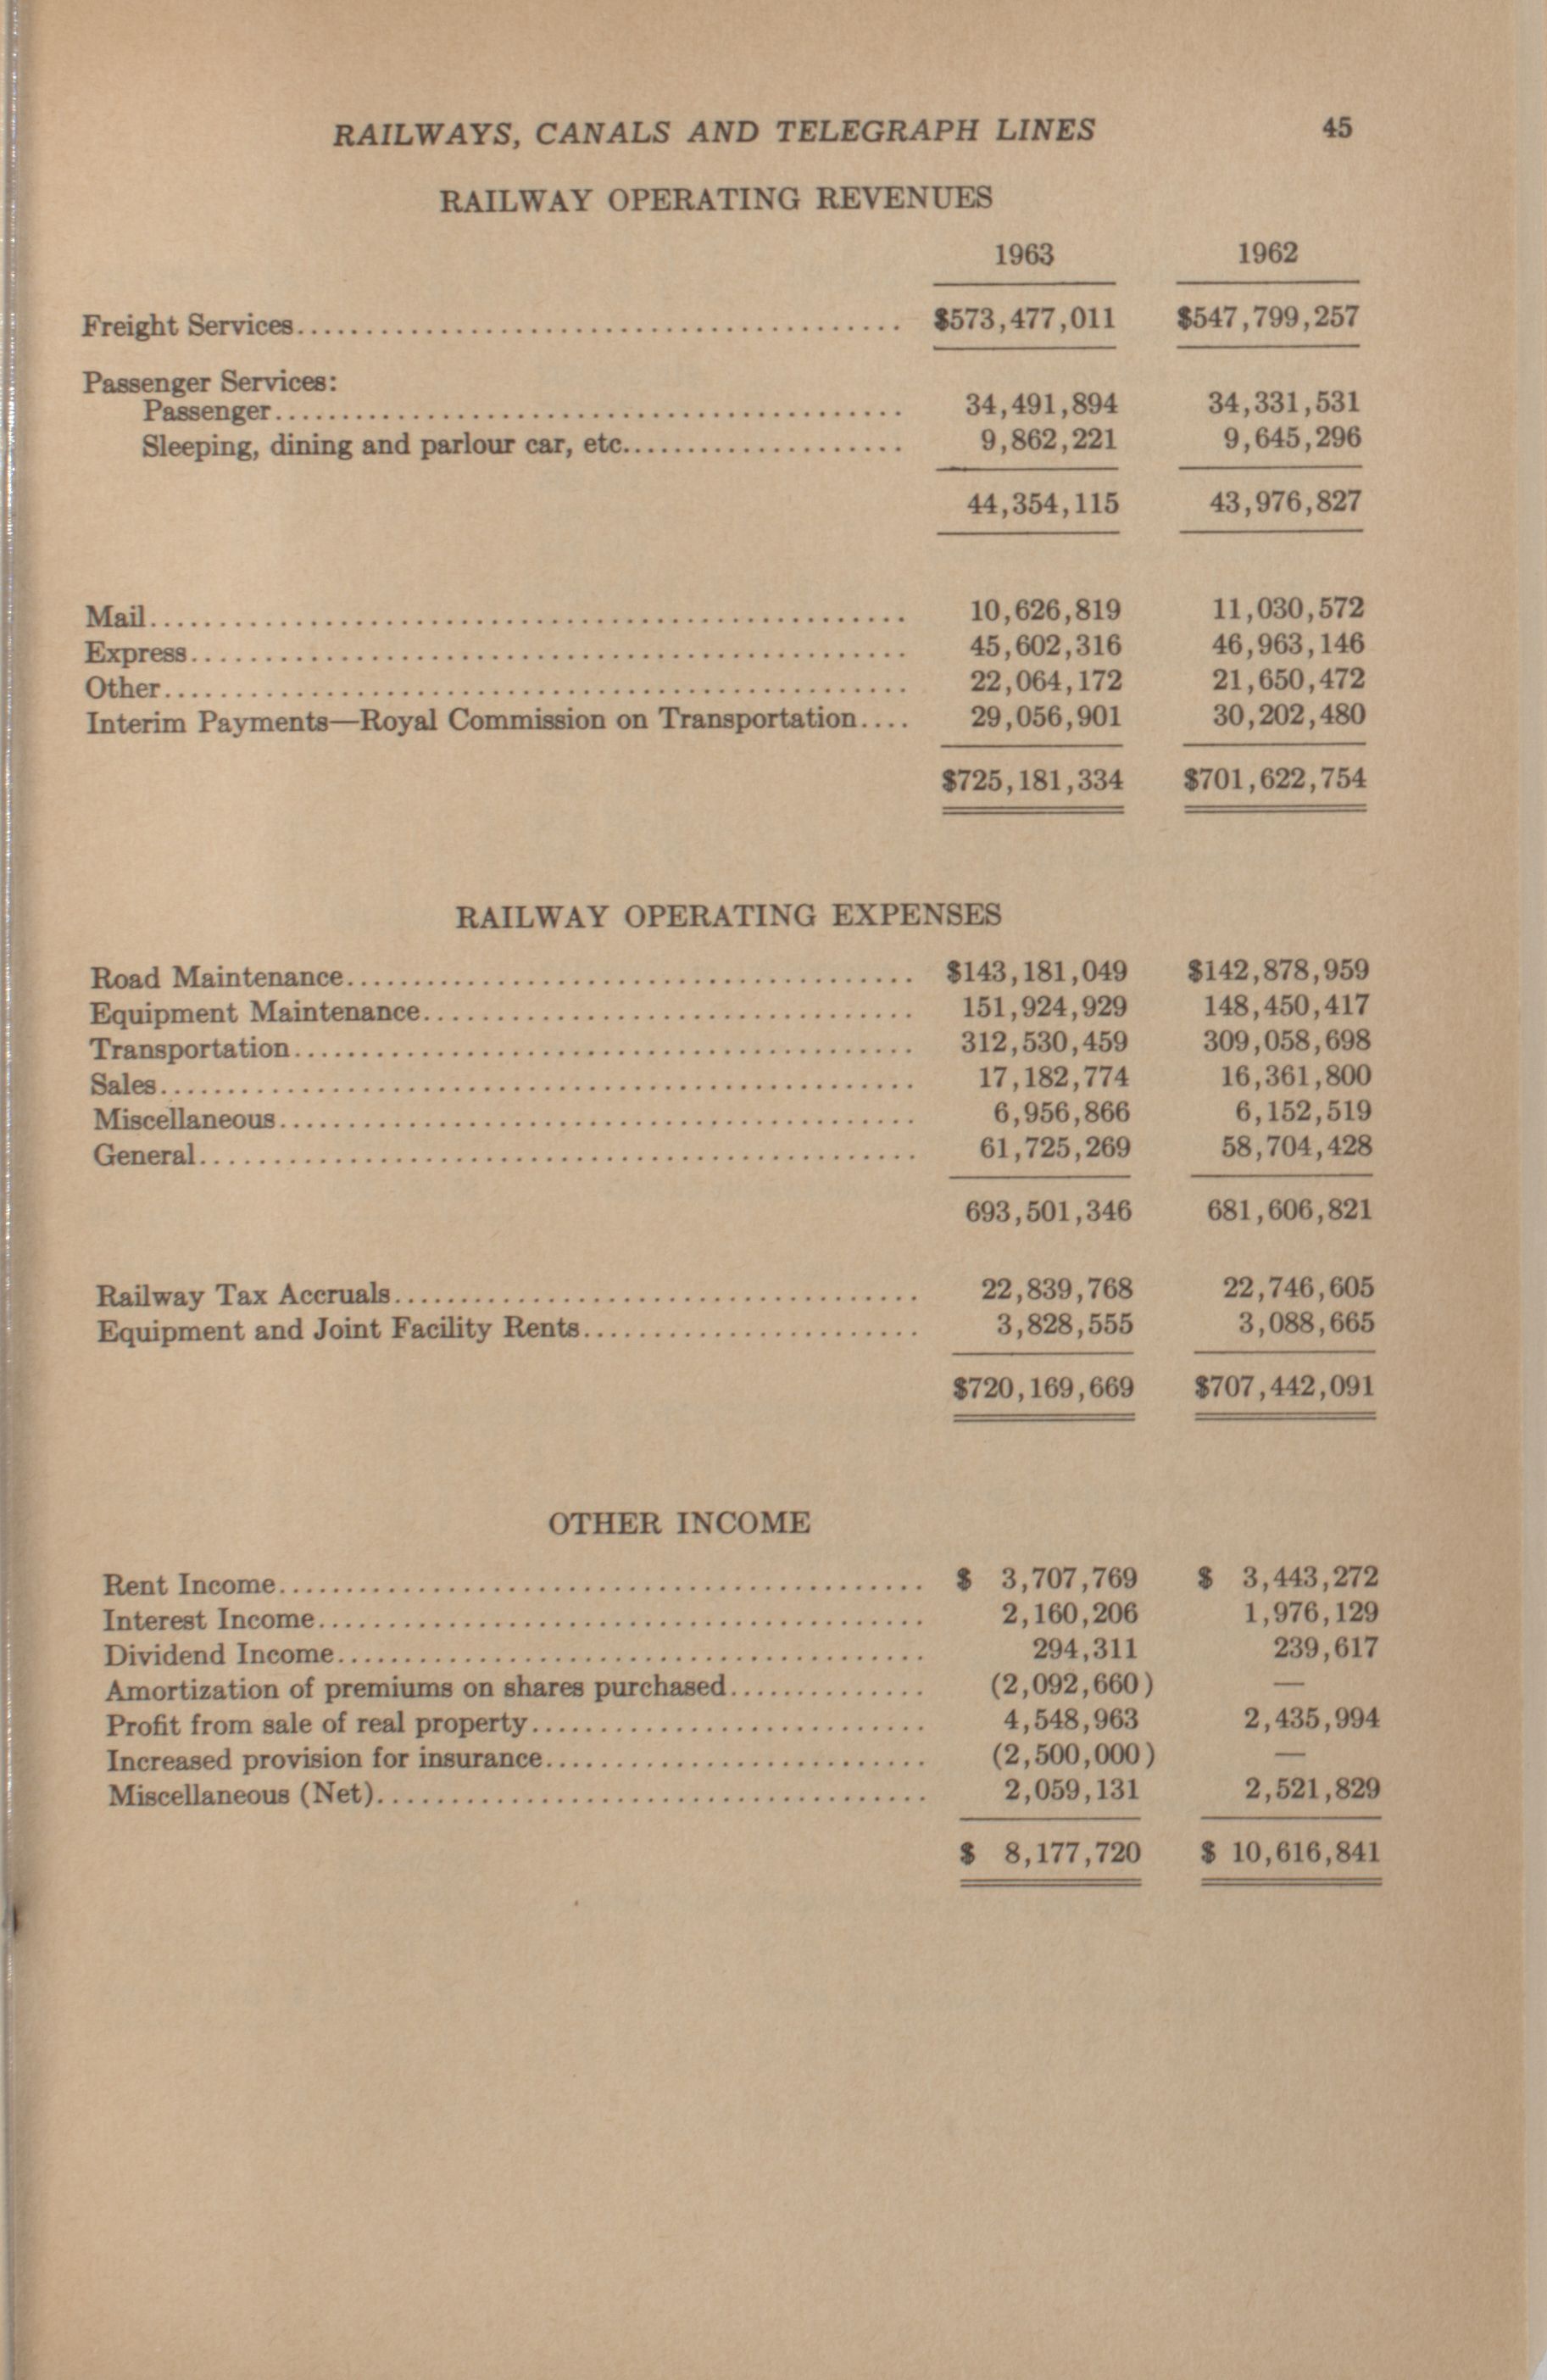 RAILWAYS, CANALS AND TELEGRAPH LINES 45
RAILWAY OPERATING REVENUES
1963 1962
Freight Services........................................ $573,477,011 $547,799,257
Passenger Services:
Passenger.......................................... 34,491,894 34,331,531
Sleeping, dining and parlour car, etc................... 9,862,221 9,645,296
44,354,115 43,976,827
Mail.................................................. 10,626,819 11,030,572
Express............................................... 45,602,316 46,963,146
Other................................................. 22,064,172 21,650,472
Interim Payments—Royal Commission on Transportation.... 29,056,901 30,202,480
$725,181,334 $701,622,754
RAILWAY OPERATING EXPENSES
Road Maintenance...................................... $143,181,049 $142,878,959
Equipment Maintenance................................. 151,924,929 148,450,417
Transportation......................................... 312,530,459 309,058,698
Sales.................................................. 17,182,774 16,361,800
Miscellaneous.......................................... 6,956,866 6,152,519
General................................................ 61,725,269 58,704,428
693,501,346 681,606,821
Railway Tax Accruals................................... 22,839,768 22,746,605
Equipment and Joint Facility Rents....................... 3,828,555 3,088,665
$720,169,669 $707,442,091
OTHER INCOME
Rent Income........................................... $ 3,707,769 $ 3,443,272
Interest Income........................................ 2,160,206 1,976,129
Dividend Income....................................... 294,311 239,617
Amortization of premiums on shares purchased.............. (2,092,660) —
Profit from sale of real property........................... 4,548,963 2,435,994
Increased provision for insurance.......................... (2,500,000) —
Miscellaneous (Net)..................................... 2,059,131 2,521,829
$ 8,177,720 $ 10,616,841